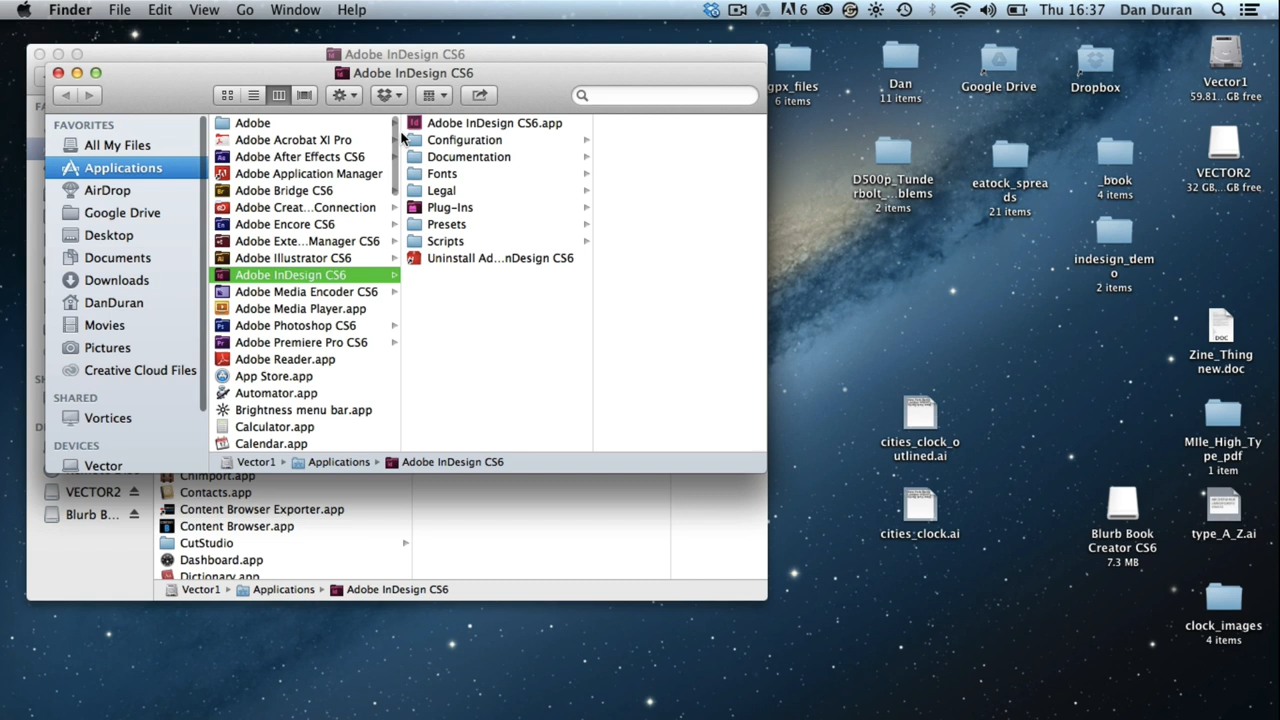 Finder File Edit View Go Window Help
6 Thu 16:37 Dan Duran
Adobe InDesign CS6
Adobe InDesign CS6
FAVORITES
All My Files
Applications
AirDrop
Google Drive
Desktop
Documents
Downloads
DanDuran
Movies
Pictures
Creative Cloud Files
SHARED
Vortices
DEVICES
Vector
Adobe
Adobe Acrobat XI Pro
Adobe After Effects CS6
Adobe Application Manager
Adobe Bridge CS6
Adobe Creat...Connection
Adobe Encore CS6
Adobe Exte...Manager CS6
Adobe Illustrator CS6
Adobe InDesign CS6
Adobe Media Encoder CS6
Adobe Media Player.app
Adobe Photoshop CS6
Adobe Premiere Pro CS6
Adobe Reader.app
App Store.app
Automator.app
Brightness menu bar.app
Calculator.app
Calendar.app
Adobe InDesign CS6.app
Configuration
Documentation
Fonts
Legal
Plug-Ins
Presets
Scripts
Uninstall Ad...nDesign CS6
Vector1 Applications Adobe InDesign CS6
VECTOR2
Blurb B...
Chimport.app
Contacts.app
Content Browser Exporter.app
Content Browser.app
CutStudio
Dashboard.app
Dictionary.app
Vector1 Applications Adobe InDesign CS6
gpx_files
6 items
Dan
11 items
Google Drive
Dropbox
Vector1
59.81...GB free
D500p_Tunde
rbolt_...blems
2 items
eatock_sprea
ds
21 items
_book
4 items
VECTOR2
32 GB,...GB free
indesign_dem
o
2 items
Zine_Thing
new.doc
cities_clock_o
utlined.ai
MIle_High_Ty
pe_pdf
1 item
cities_clock.ai
Blurb Book
Creator CS6
7.3 MB
type_A_Z.ai
clock_images
4 items